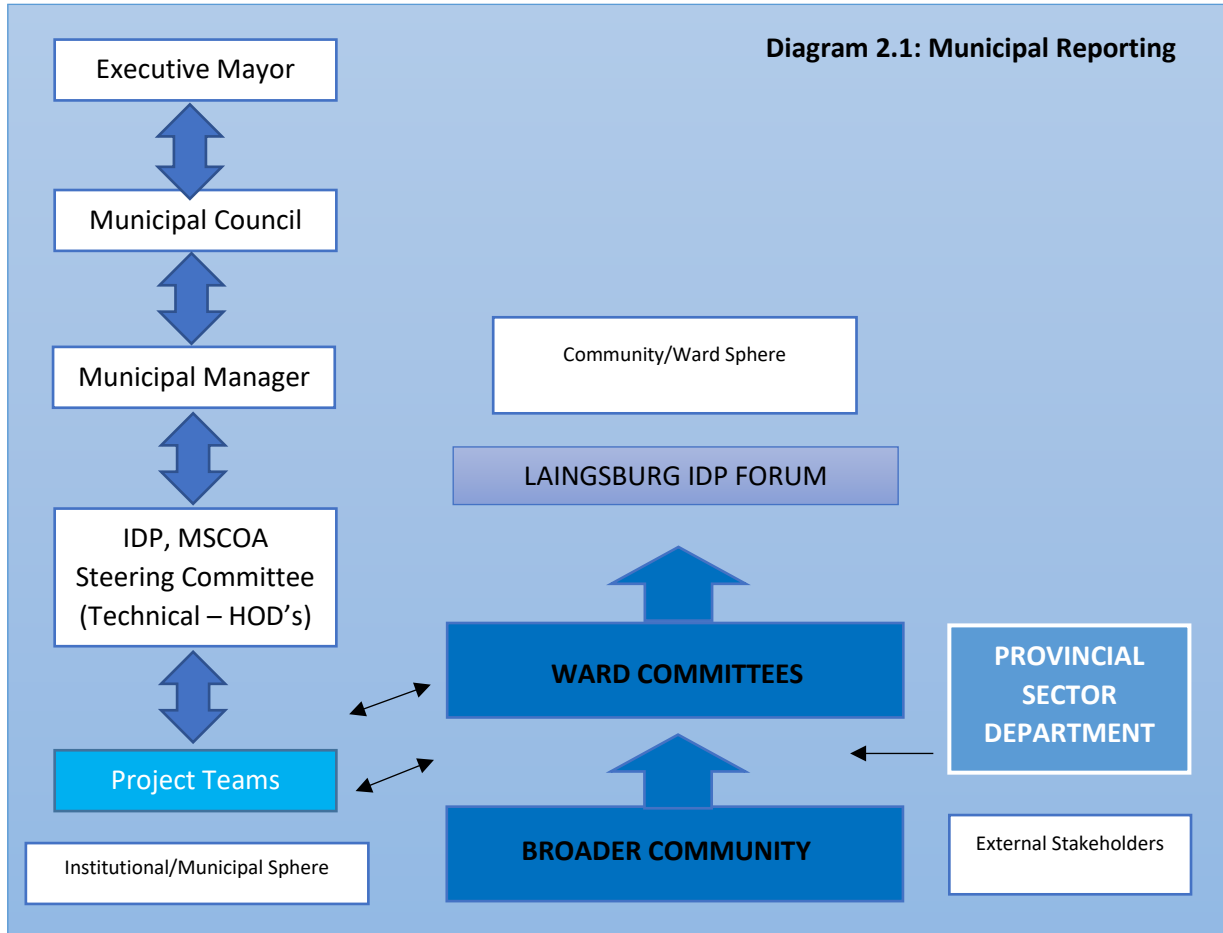 Diagram 2.1: Municipal Reporting
Executive Mayor
Municipal Council
Municipal Manager
IDP, MSCOA
Steering Committee
(Technical – HOD’s)
Project Teams
Institutional/Municipal Sphere
Community/Ward Sphere
LAINGSBURG IDP FORUM
WARD COMMITTEES
BROADER COMMUNITY
PROVINCIAL
SECTOR
DEPARTMENT
External Stakeholders